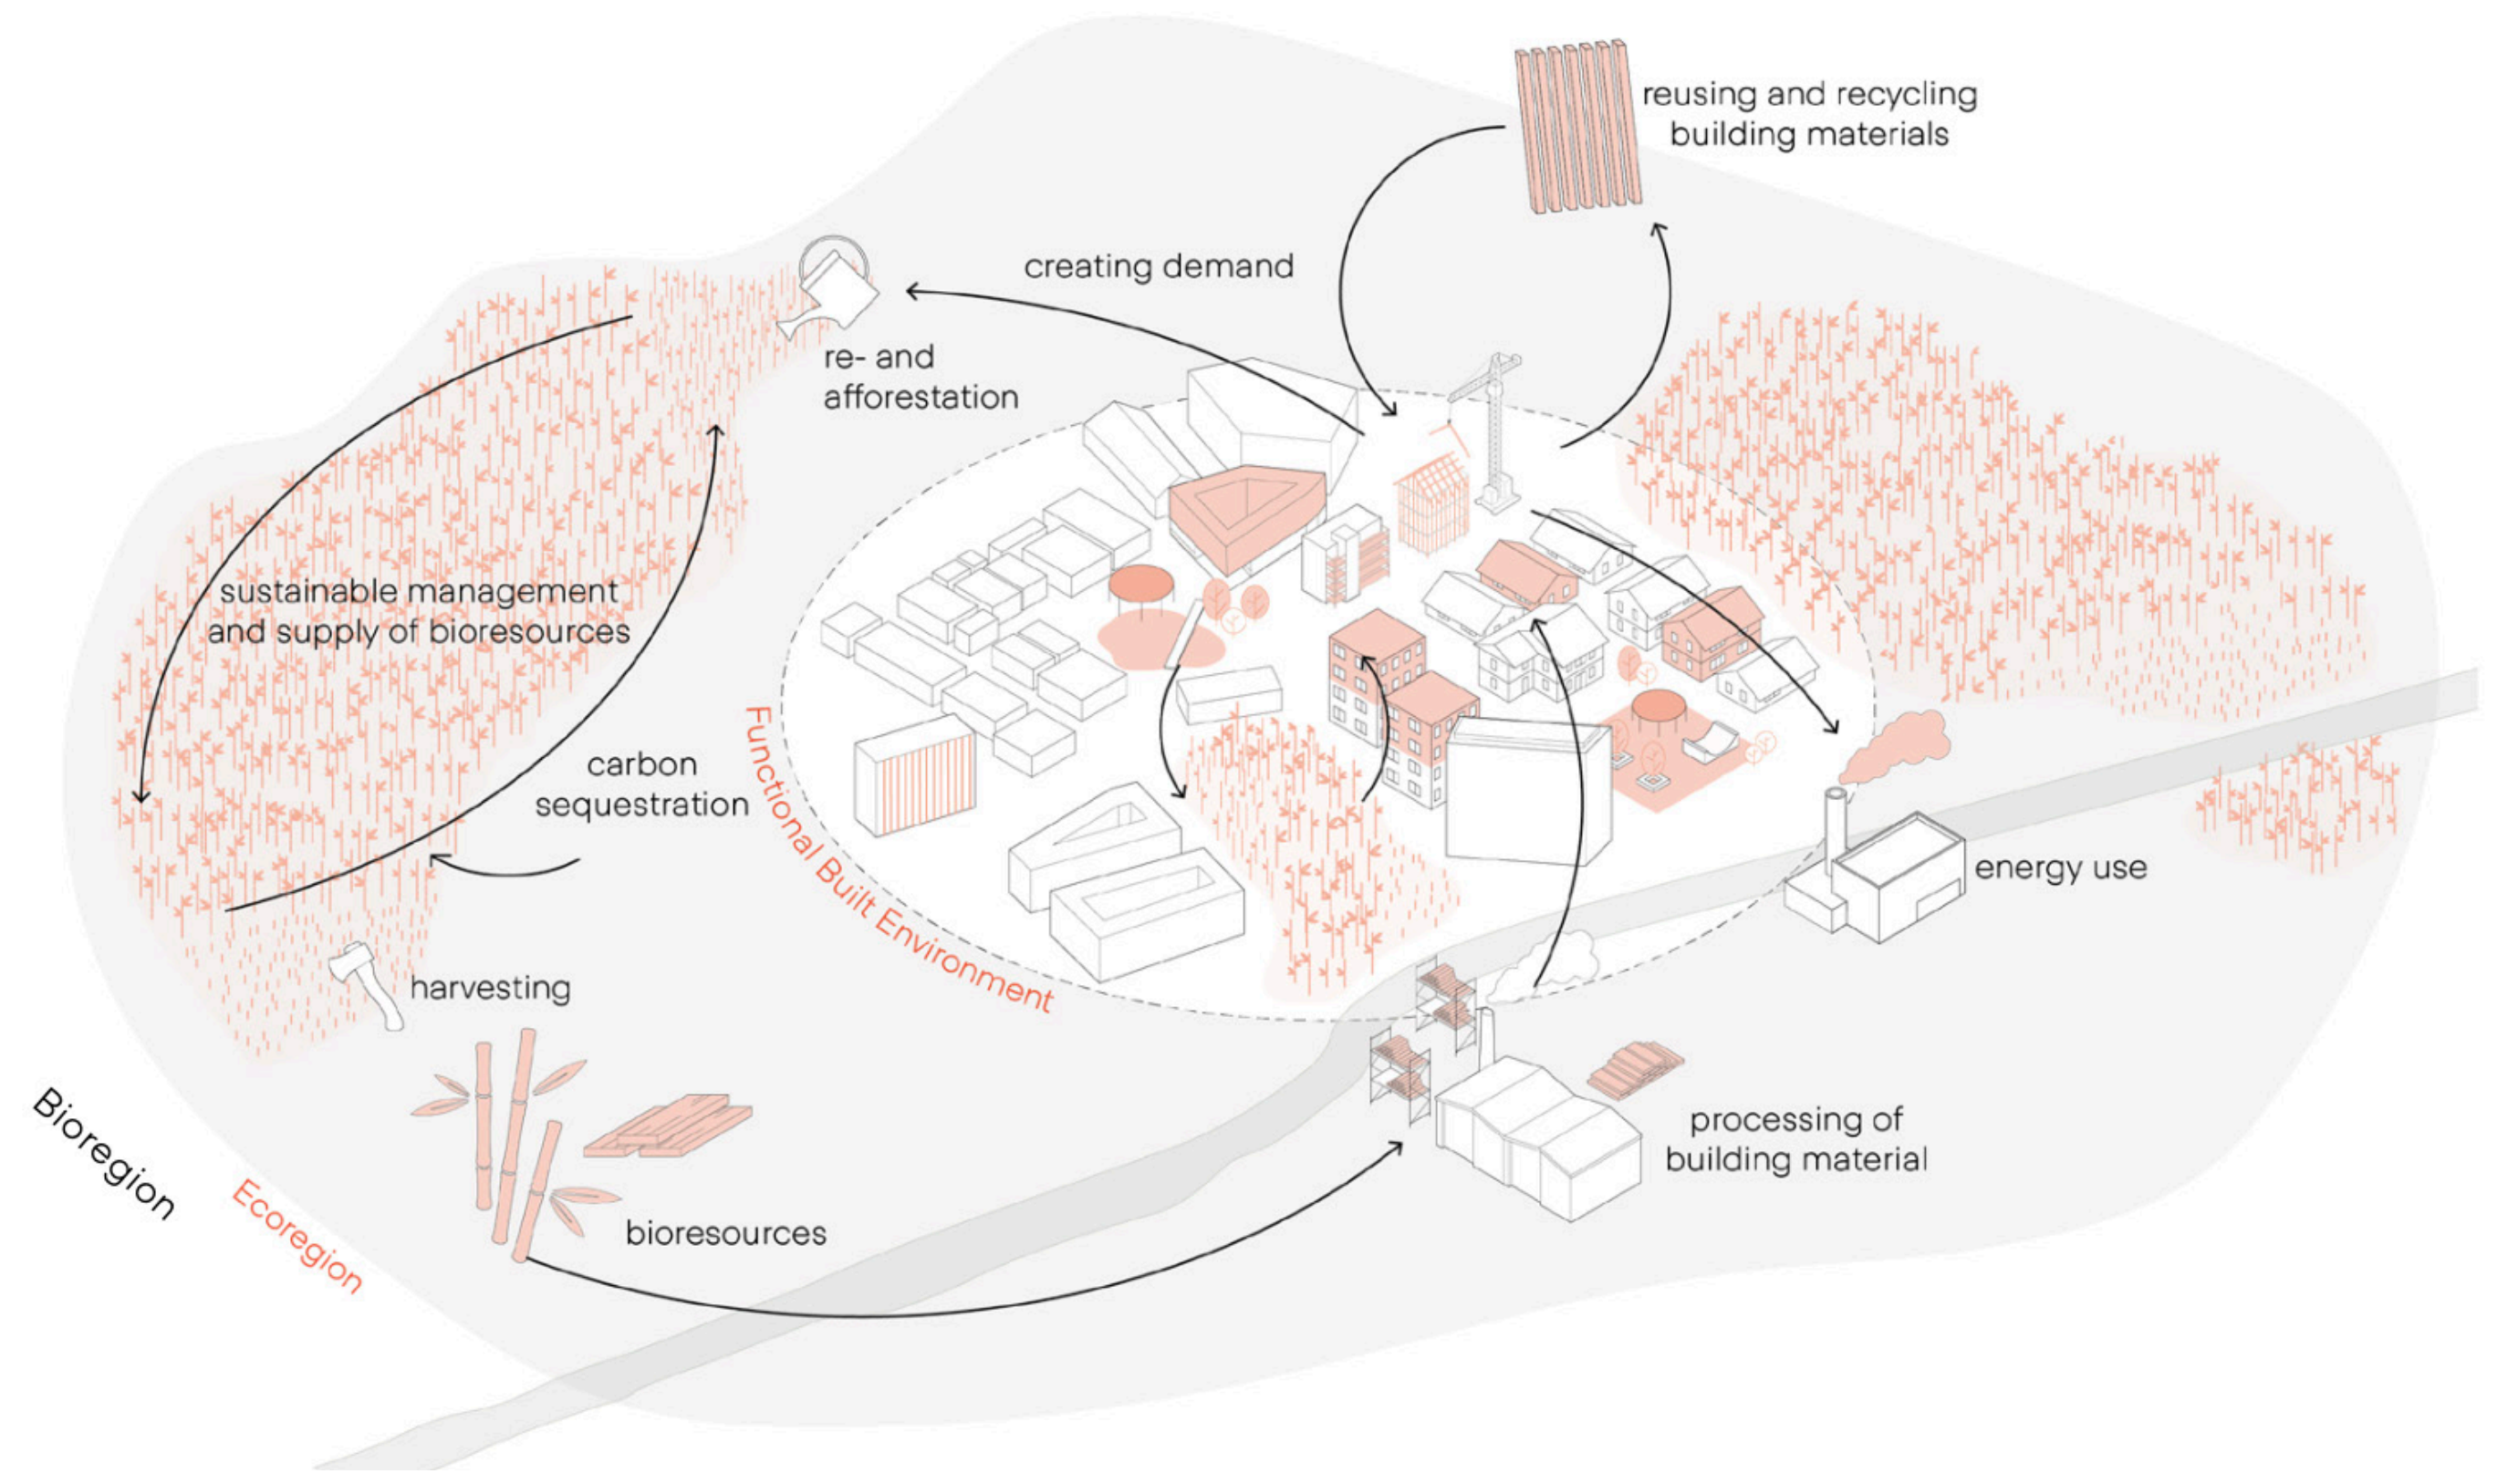 reusing and recycling
building materials
creating demand
re- and
afforestation
sustainable management
and supply of bioresources
carbon
sequestration
Functional Built Environment
energy use
harvesting
processing of
building material
bioresources
Bioregion
Ecoregion